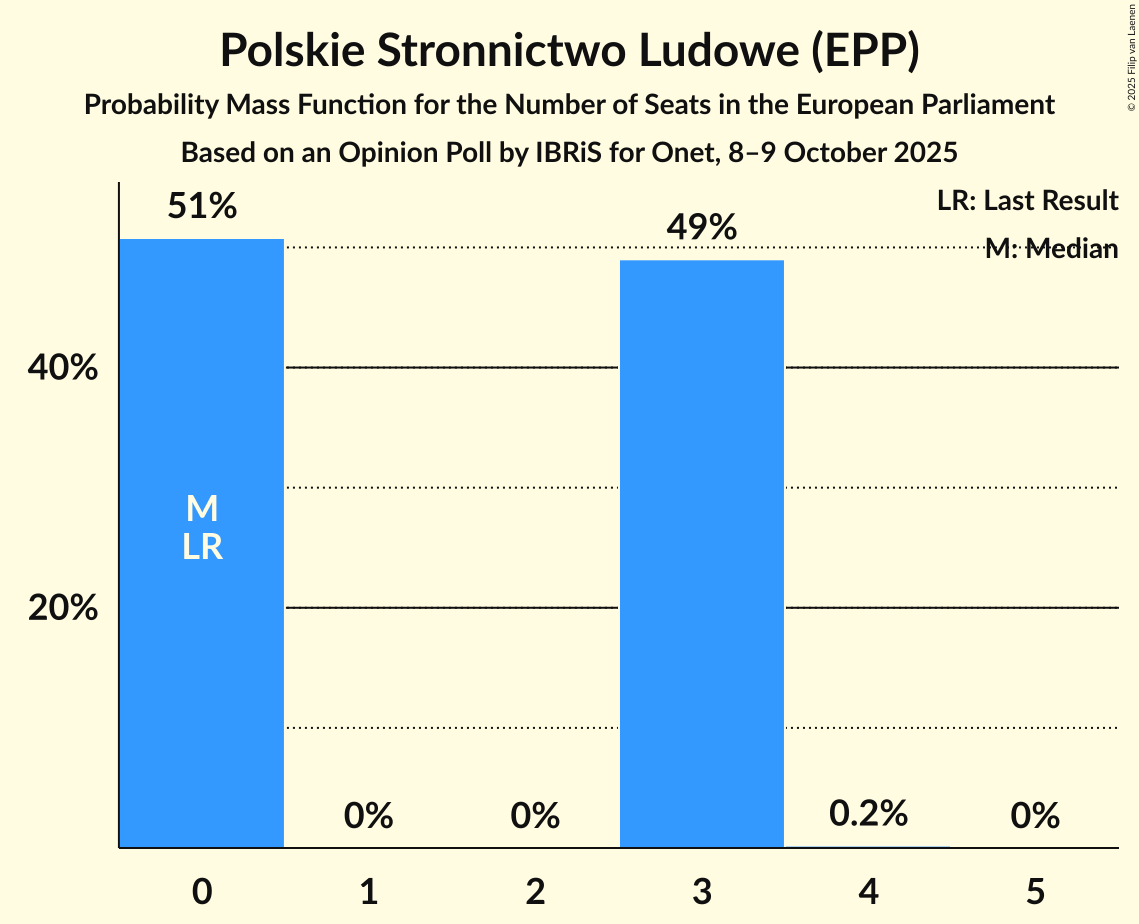 Polskie Stronnictwo Ludowe (EPP)
Probability Mass Function for the Number of Seats in the European Parliament
Based on an Opinion Poll by IBRiS for Onet, 8–9 October 2025
© 2025 Filip van Laenen
LR: Last Result
M: Median
51%
49%
40%
M
LR
20%
0%
0%
0.2%
0%
0
1
2
3
4
5